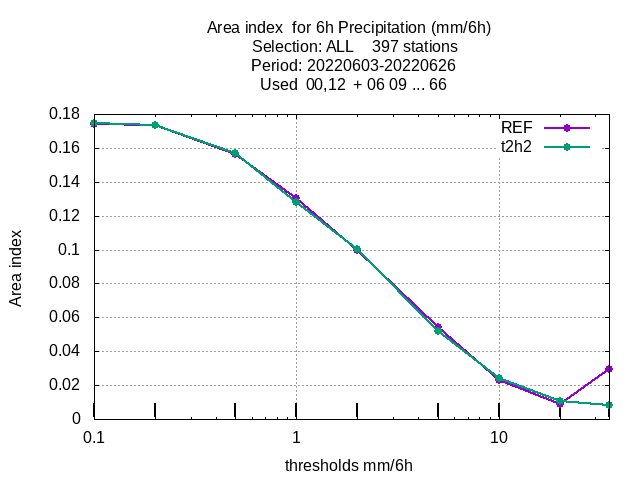 Area index  for 6h Precipitation (mm/6h)
Selection: ALL    397 stations
Period: 20220603-20220626
Used  00,12  + 06 09 ... 66
REF
t2h2
0.18
0.16
0.14
0.12
0.1
0.08
0.06
0.04
0.02
0
Area index
0.1 1 10
thresholds mm/6h